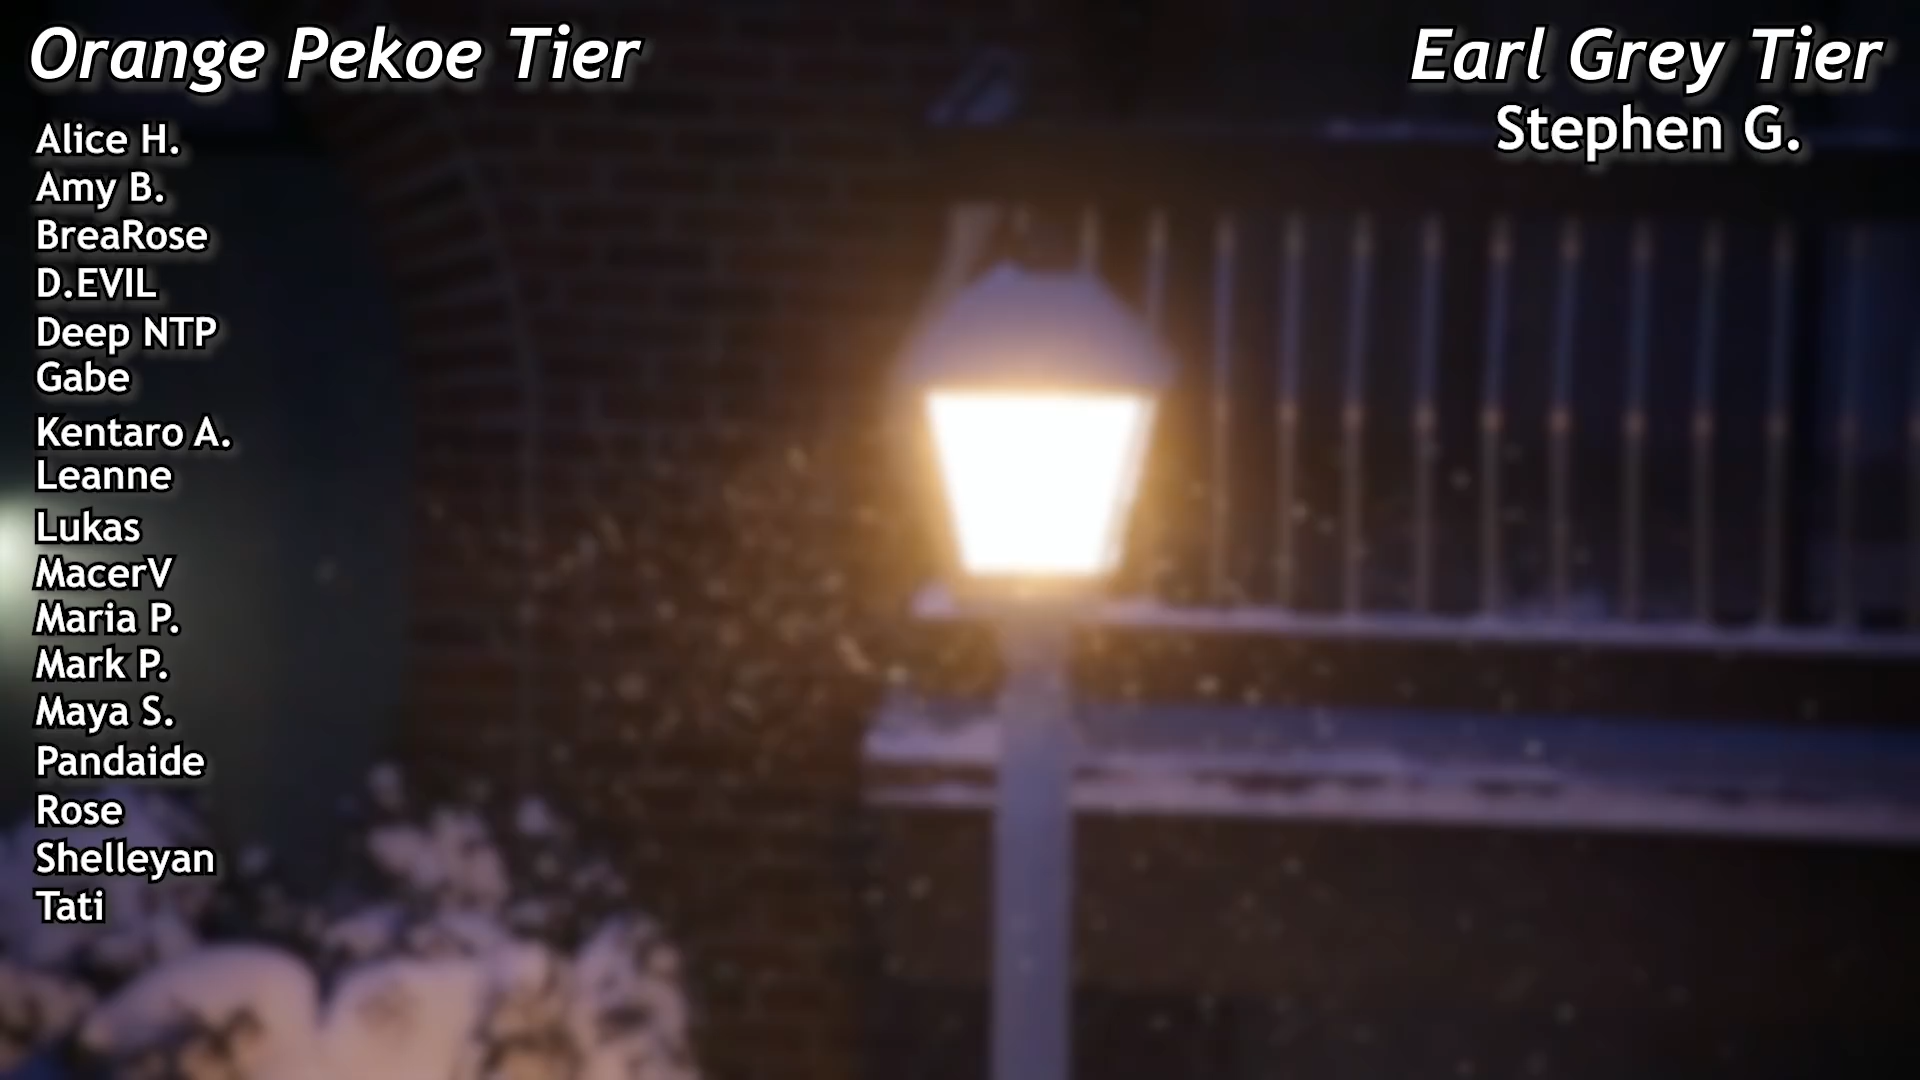 Orange Pekoe Tier
Alice H.
Amy B.
BreaRose
D.EVIL
Deep NTP
Gabe
Kentaro A.
Leanne
Lukas
MacerV
Maria P.
Mark P.
Maya S.
Pandaide
Rose
Shelleyan
Tati
Earl Grey Tier
Stephen G.